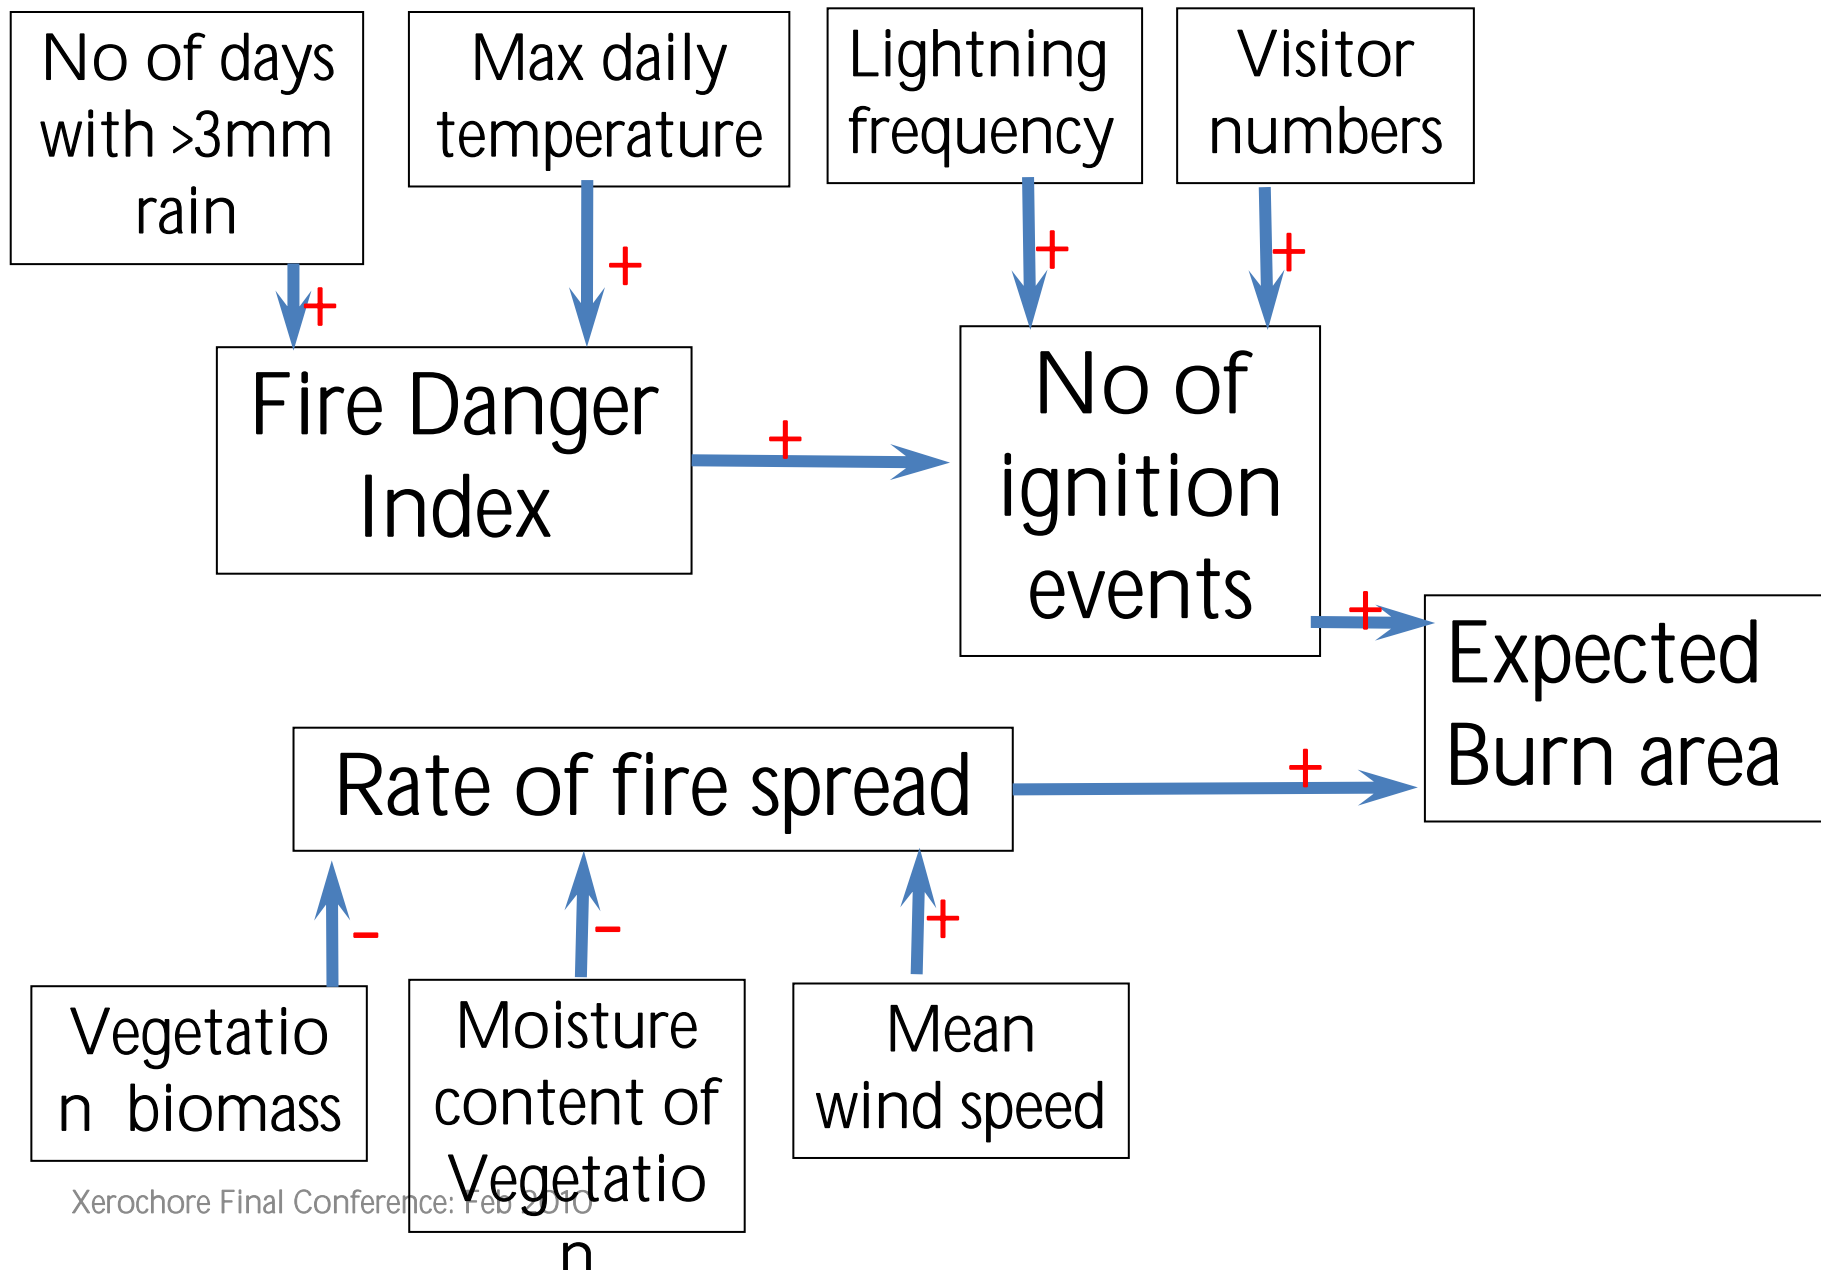 No of days
with >3mm
rain
Max daily
temperature
Lightning
frequency
Visitor
numbers
+
+
+
+
Fire Danger
Index
+
No of
ignition
events
+
Expected
Burn area
Rate of fire spread
+
-
-
+
Vegetatio
n biomass
Moisture
content of
Vegetatio
n
Mean
wind speed
Xerochore Final Conference: Feb 2010